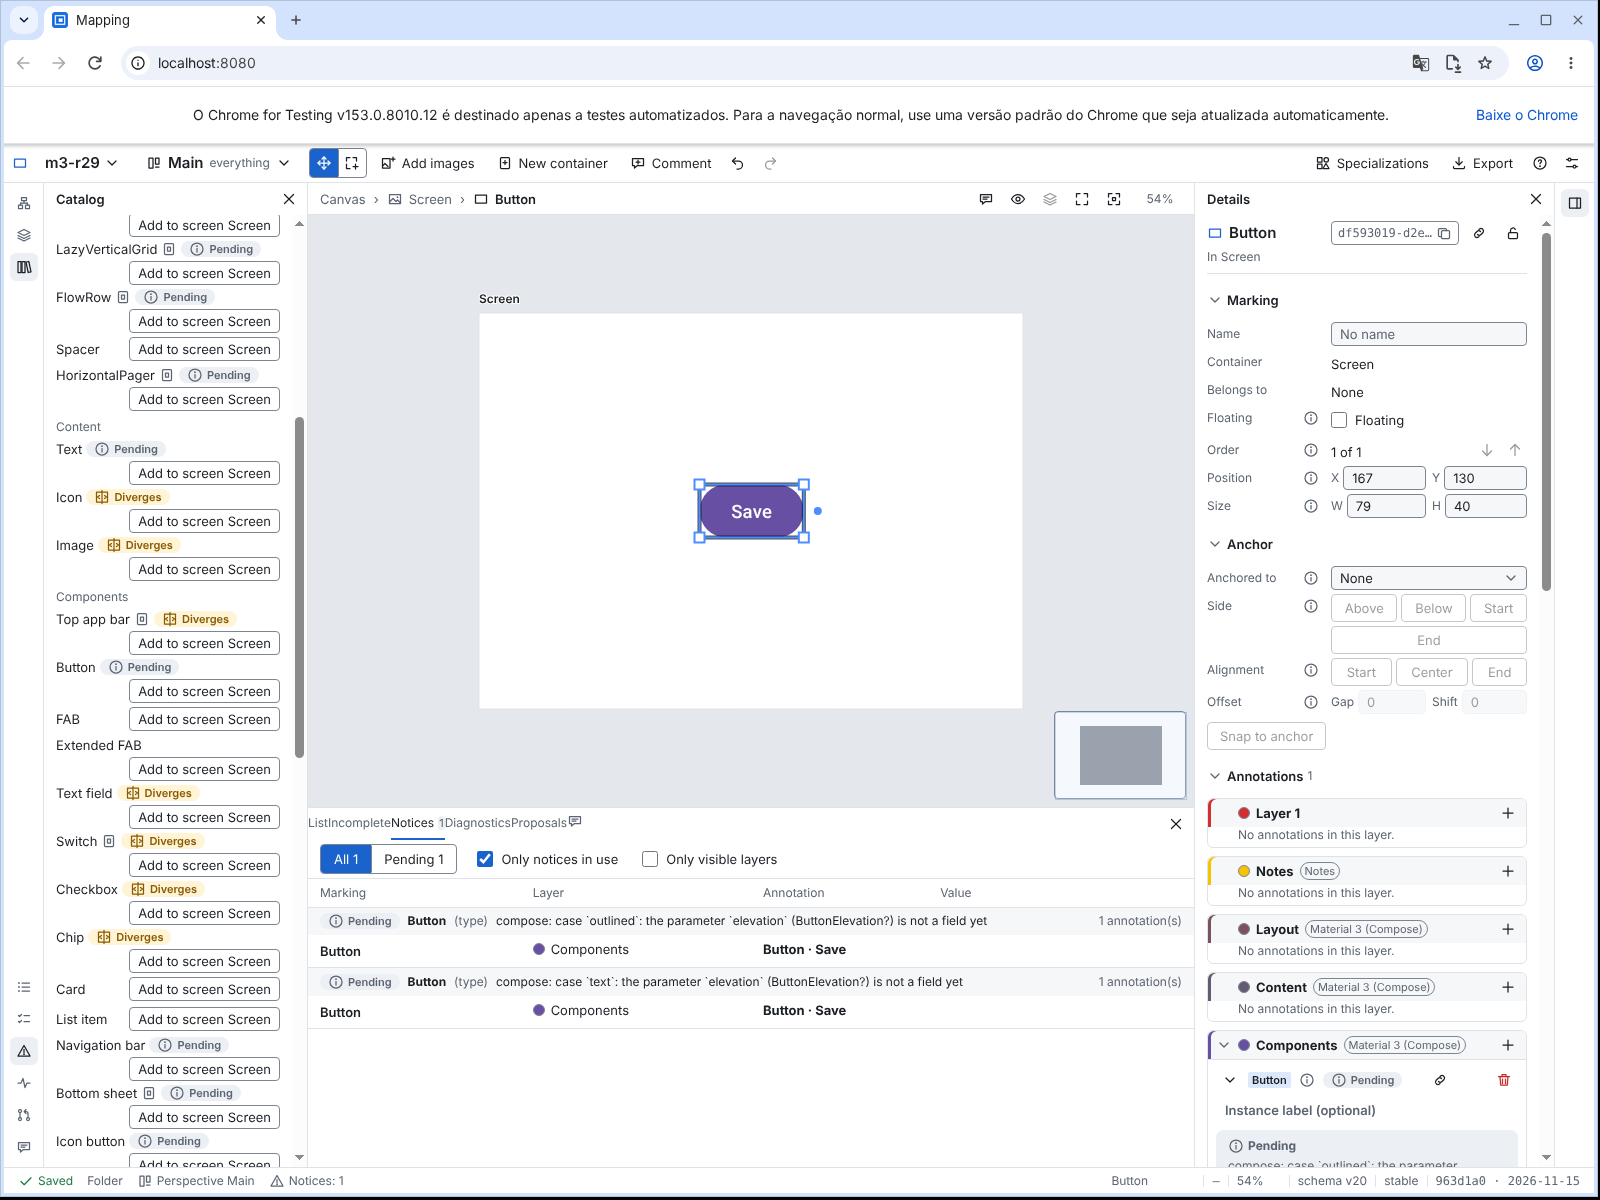 Mapping
localhost:8080
O Chrome for Testing v153.0.8010.12 é destinado apenas a testes automatizados. Para a navegação normal, use uma versão padrão do Chrome que seja atualizada automaticamente.
Baixe o Chrome
m3-r29
Main everything
Add images
New container
Comment
Specializations
Export
Catalog
Add to screen Screen
LazyVerticalGrid Pending
Add to screen Screen
FlowRow Pending
Add to screen Screen
Spacer Add to screen Screen
HorizontalPager Pending
Add to screen Screen
Content
Text Pending
Add to screen Screen
Icon Diverges
Add to screen Screen
Image Diverges
Add to screen Screen
Components
Top app bar Diverges
Add to screen Screen
Button Pending
Add to screen Screen
FAB Add to screen Screen
Extended FAB
Add to screen Screen
Text field Diverges
Add to screen Screen
Switch Diverges
Add to screen Screen
Checkbox Diverges
Add to screen Screen
Chip Diverges
Add to screen Screen
Card Add to screen Screen
List item Add to screen Screen
Navigation bar Pending
Add to screen Screen
Bottom sheet Pending
Add to screen Screen
Icon button Pending
Add to screen Screen
Canvas Screen Button
54%
Screen
Save
List Incomplete Notices 1 Diagnostics Proposals
All 1 Pending 1 Only notices in use Only visible layers
Marking Layer Annotation Value
Pending Button (type) compose: case `outlined`: the parameter `elevation` (ButtonElevation?) is not a field yet 1 annotation(s)
Button Components Button · Save
Pending Button (type) compose: case `text`: the parameter `elevation` (ButtonElevation?) is not a field yet 1 annotation(s)
Button Components Button · Save
Details
Button df593019-d2e…
In Screen
Marking
Name No name
Container Screen
Belongs to None
Floating Floating
Order 1 of 1
Position X 167 Y 130
Size W 79 H 40
Anchor
Anchored to None
Side Above Below Start
End
Alignment Start Center End
Offset Gap 0 Shift 0
Snap to anchor
Annotations 1
Layer 1
No annotations in this layer.
Notes Notes
No annotations in this layer.
Layout Material 3 (Compose)
No annotations in this layer.
Content Material 3 (Compose)
No annotations in this layer.
Components Material 3 (Compose)
Button Pending
Instance label (optional)
Pending
compose: case `outlined`: the parameter
Saved Folder Perspective Main Notices: 1
Button – 54% schema v20 stable 963d1a0 · 2026-11-15